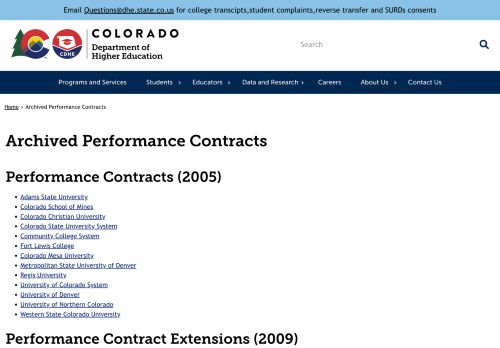 Email Questions@dhe.state.co.us for college transcipts,student complaints,reverse transfer and SURDs consents
COLORADO
Department of
Higher Education
CDHE
Search
Programs and Services Students › Educators › Data and Research › Careers About Us › Contact Us
Home > Archived Performance Contracts
Archived Performance Contracts
Performance Contracts (2005)
• Adams State University
• Colorado School of Mines
• Colorado Christian University
• Colorado State University System
• Community College System
• Fort Lewis College
• Colorado Mesa University
• Metropolitan State University of Denver
• Regis University
• University of Colorado System
• University of Denver
• University of Northern Colorado
• Western State Colorado University
Performance Contract Extensions (2009)